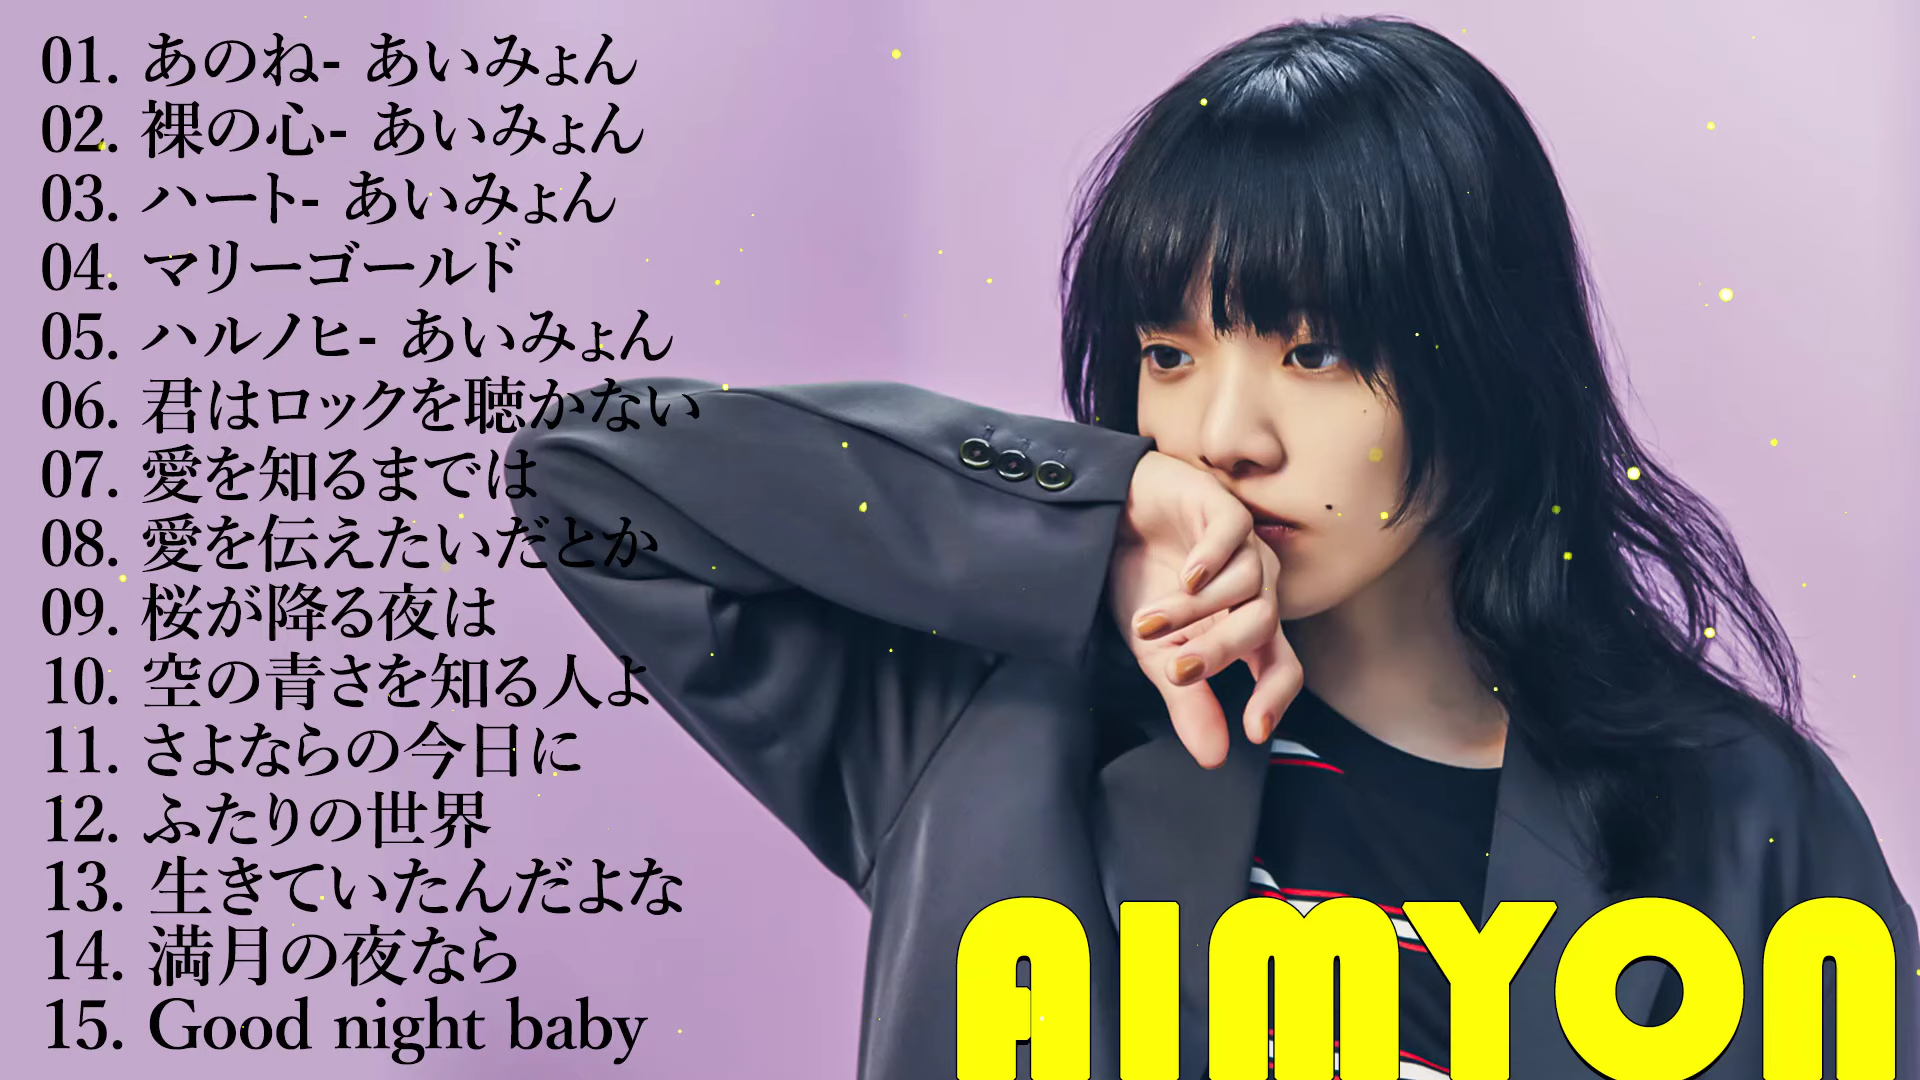 01. あのね- あいみょん
02. 裸の心- あいみょん
03. ハート- あいみょん
04. マリーゴールド
05. ハルノヒ- あいみょん
06. 君はロックを聴かない
07. 愛を知るまでは
08. 愛を伝えたいだとか
09. 桜が降る夜は
10. 空の青さを知る人よ
11. さよならの今日に
12. ふたりの世界
13. 生きていたんだよな
14. 満月の夜なら
15. Good night baby
AIMYON